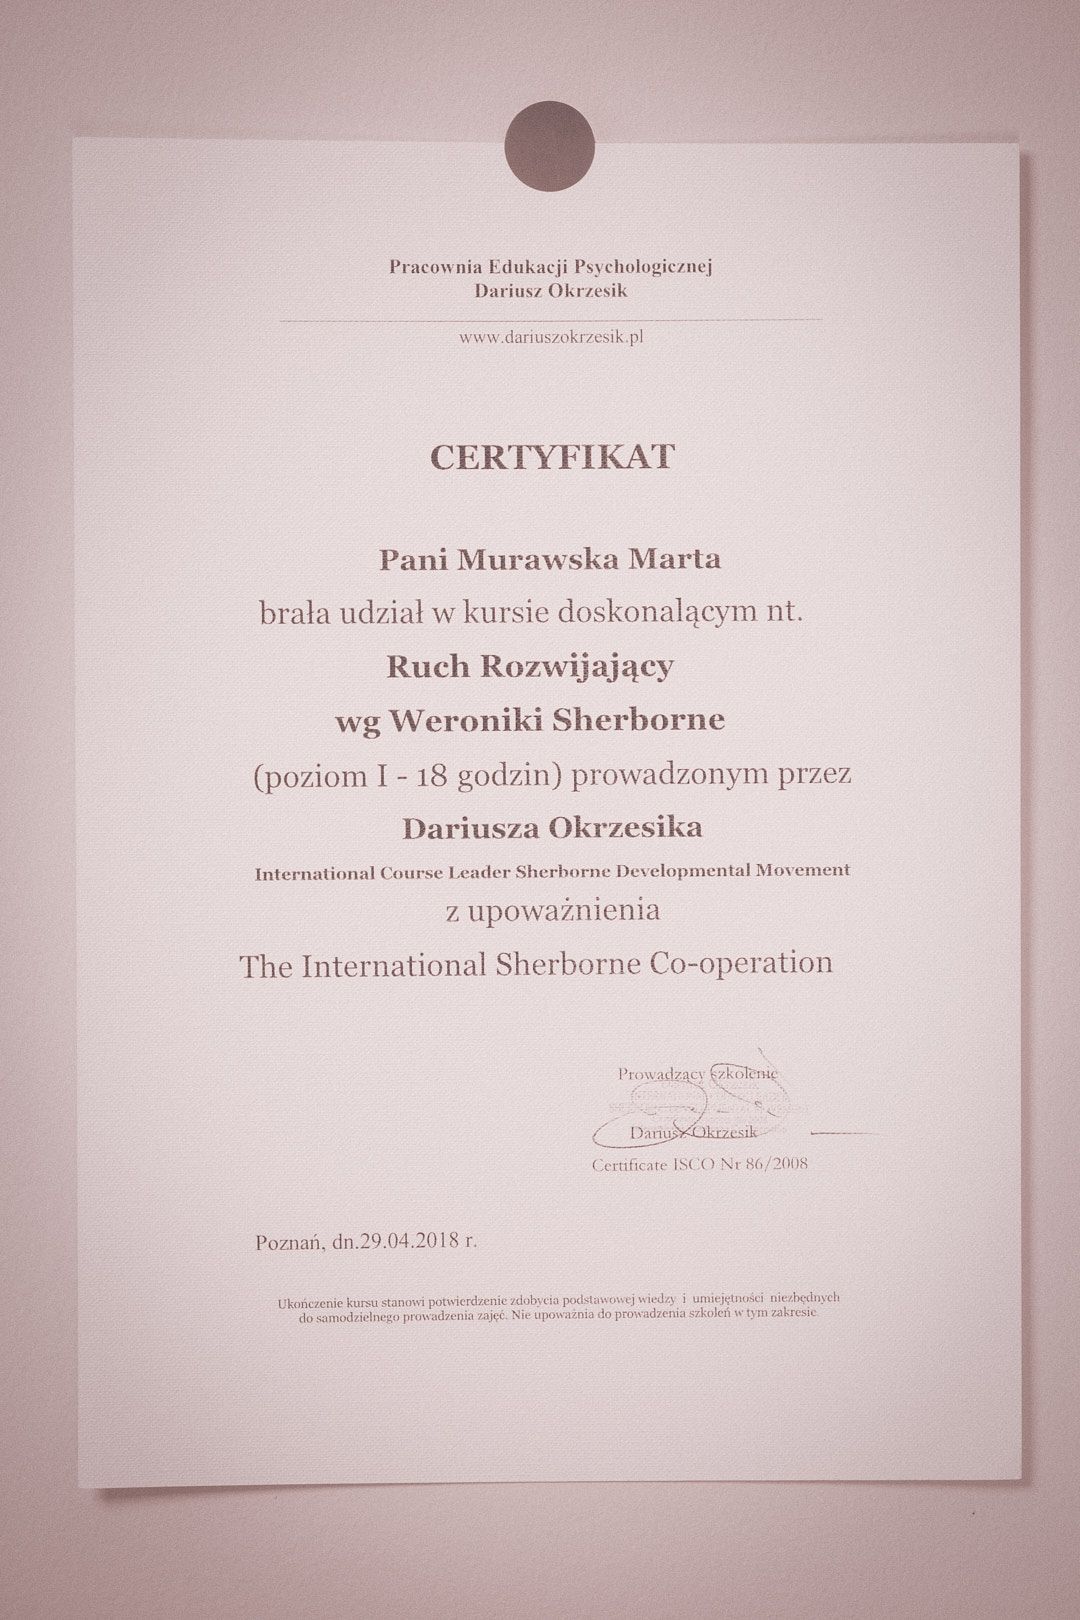 Pracownia Edukacji Psychologicznej
Dariusz Okrzesik
www.dariuszokrzesik.pl
CERTYFIKAT
Pani Murawska Marta
brała udział w kursie doskonalącym nt.
Ruch Rozwijający
wg Weroniki Sherborne
(poziom I - 18 godzin) prowadzonym przez
Dariusza Okrzesika
International Course Leader Sherborne Developmental Movement
z upoważnienia
The International Sherborne Co-operation
Prowadzący szkolenie
Dariusz Okrzesik
Certificate ISCO Nr 86/2008
Poznań, dn.29.04.2018 r.
Ukończenie kursu stanowi potwierdzenie zdobycia podstawowej wiedzy i umiejętności niezbędnych
do samodzielnego prowadzenia zajęć. Nie upoważnia do prowadzenia szkoleń w tym zakresie.